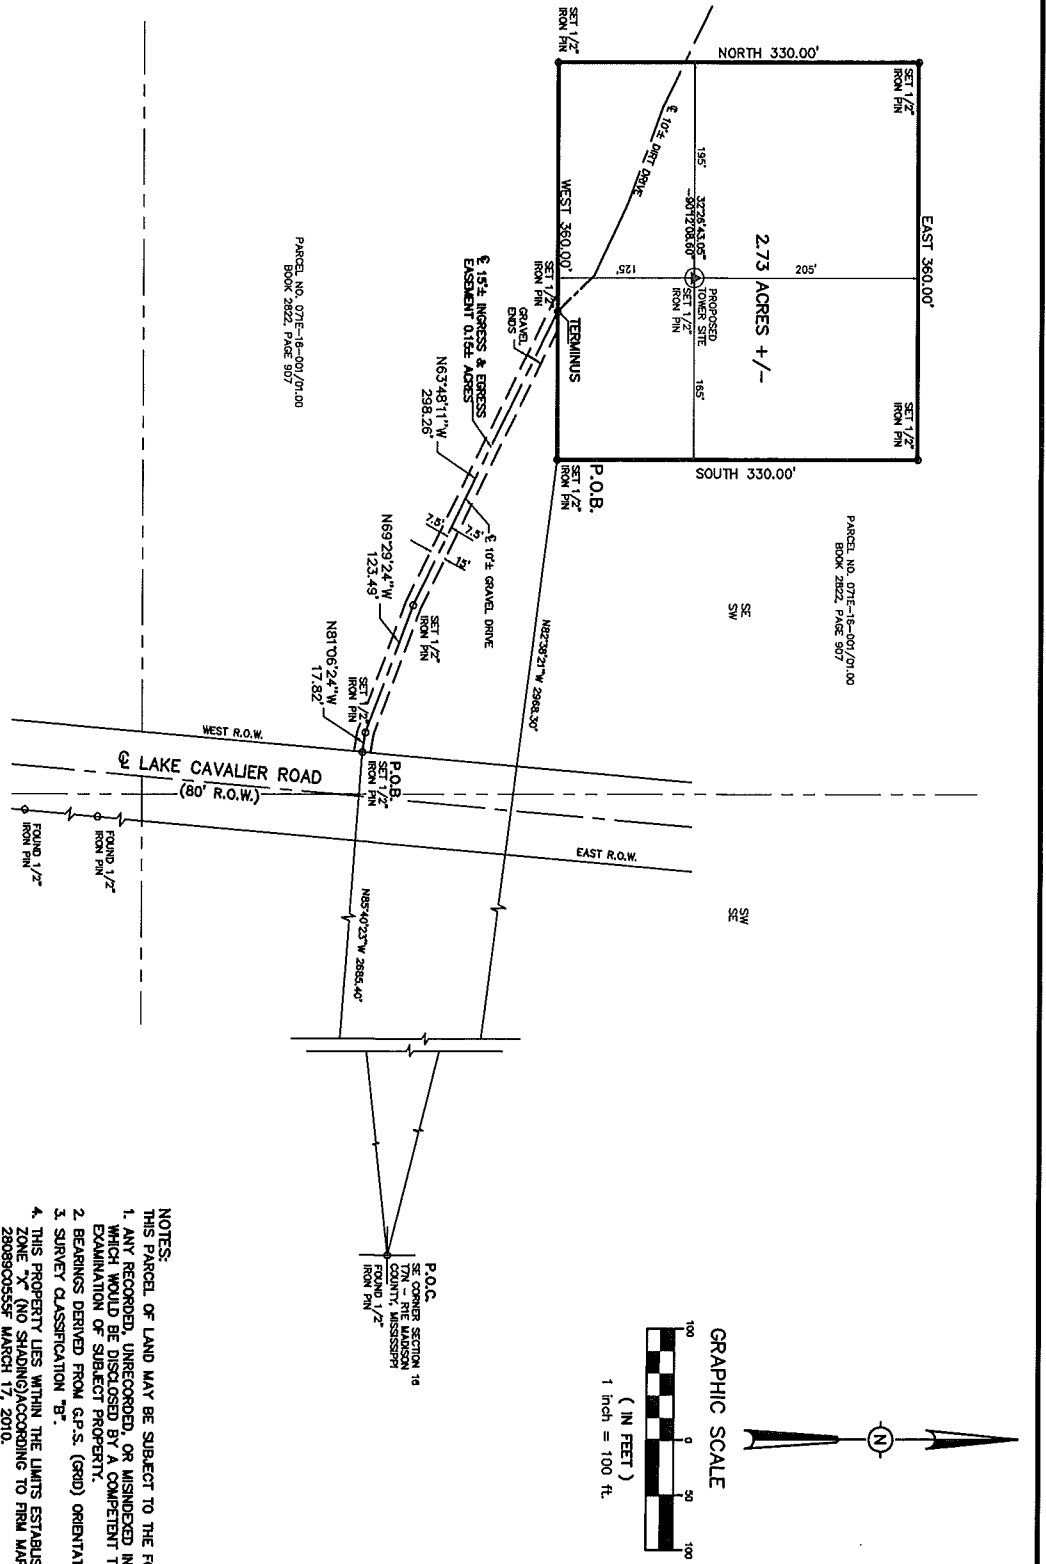 SET 1/2"
IRON PIN
NORTH 330.00'
SET 1/2"
IRON PIN
EAST 360.00'
SET 1/2"
IRON PIN
SOUTH 330.00'
WEST 360.00'
℄ 10'± DIRT DRIVE
195'
32°26'43.05"
-90°12'08.60"
2.73 ACRES +/-
205'
125'
165'
PROPOSED
TOWER SITE
SET 1/2"
IRON PIN
SET 1/2"
IRON PIN
TERMINUS
GRAVEL
ENDS
P.O.B.
SET 1/2"
IRON PIN
℄ 15'± INGRESS & EGRESS
EASEMENT 0.15± ACRES
N63°48'11"W
298.26'
7.5'
7.5'
15'
℄ 10'± GRAVEL DRIVE
N69°29'24"W
123.49'
SET 1/2"
IRON PIN
N81°06'24"W
17.82'
SET 1/2"
IRON PIN
P.O.B.
SET 1/2"
IRON PIN
N82°38'21"W 2968.30'
N85°40'23"W 2685.40'
PARCEL NO. 071E-16-001/01.00
BOOK 2822, PAGE 907
PARCEL NO. 071E-16-001/01.00
BOOK 2822, PAGE 907
SE
SW
SW
SE
WEST R.O.W.
℄ LAKE CAVALIER ROAD
(80' R.O.W.)
EAST R.O.W.
FOUND 1/2"
IRON PIN
FOUND 1/2"
IRON PIN
P.O.C.
SE CORNER SECTION 16
T7N - R1E MADISON
COUNTY, MISSISSIPPI
FOUND 1/2"
IRON PIN
N
GRAPHIC SCALE
100 0 50 100
( IN FEET )
1 inch = 100 ft.
NOTES:
THIS PARCEL OF LAND MAY BE SUBJECT TO THE
1. ANY RECORDED, UNRECORDED, OR MISINDEXED
WHICH WOULD BE DISCLOSED BY A COMPETENT
EXAMINATION OF SUBJECT PROPERTY.
2. BEARINGS DERIVED FROM G.P.S. (GRID)
3. SURVEY CLASSIFICATION "B".
4. THIS PROPERTY LIES WITHIN THE LIMITS
ZONE "X" (NO SHADING)ACCORDING TO FIRM
28089C0555F MARCH 17, 2010.